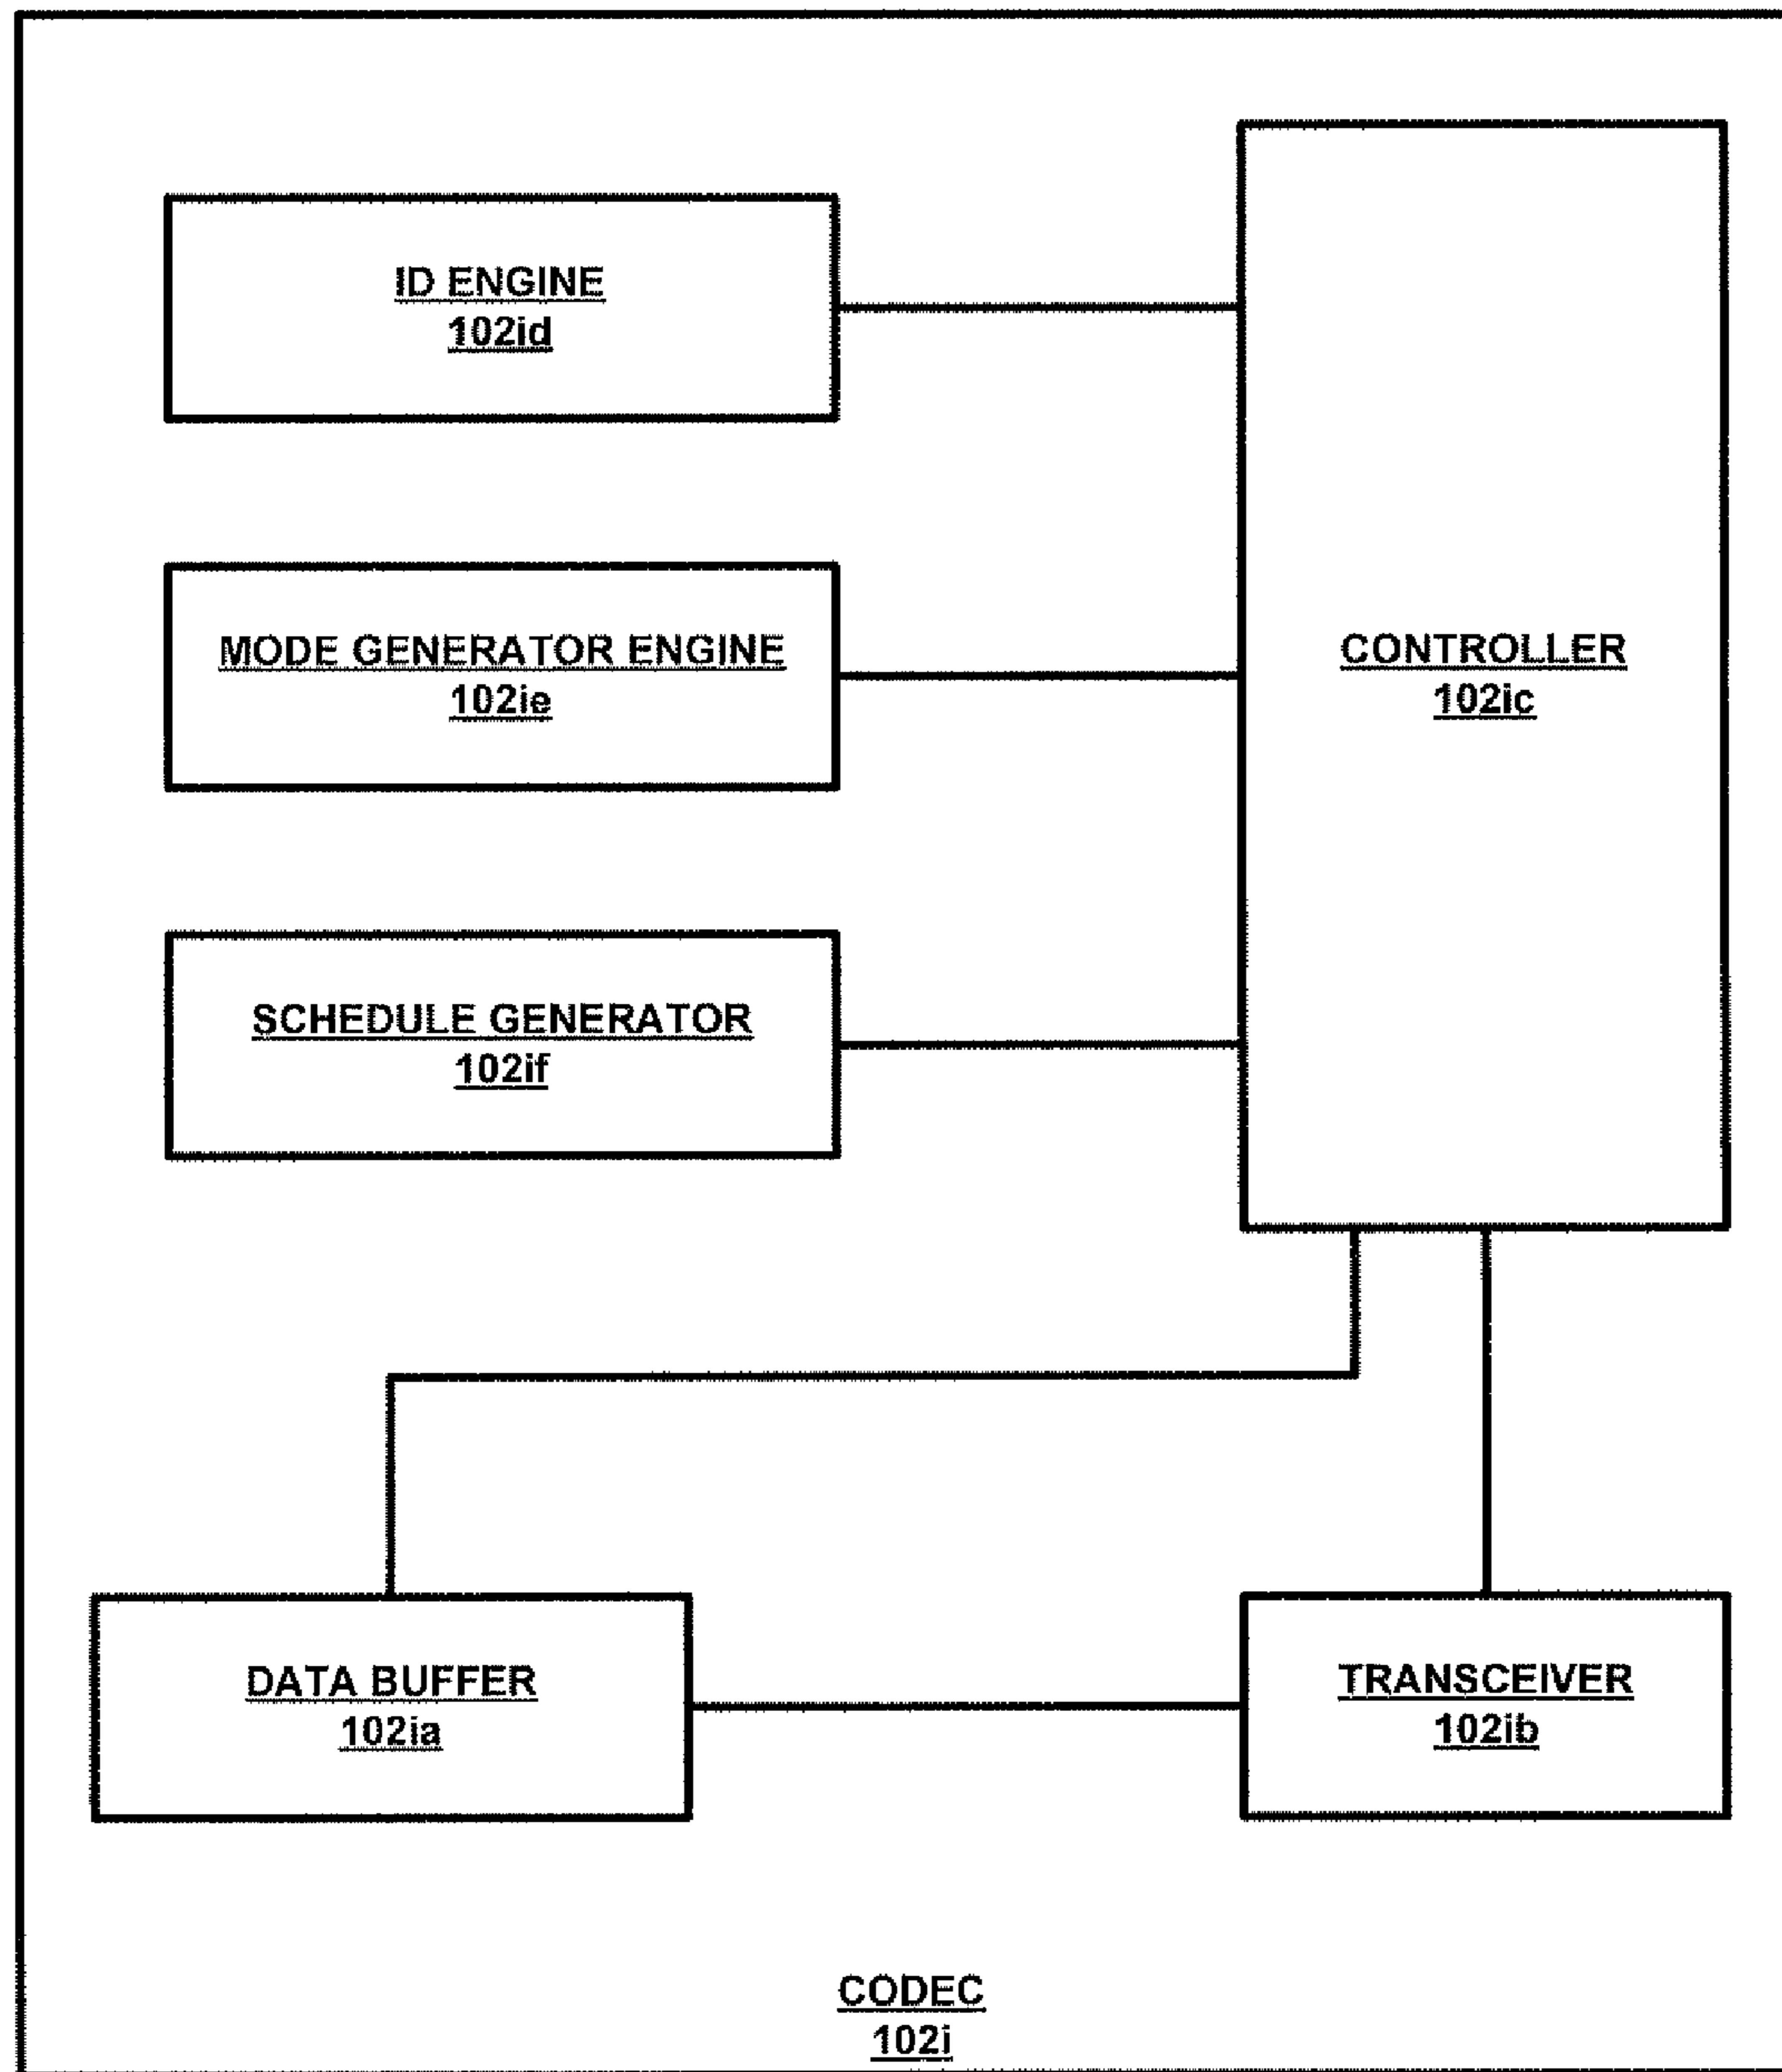 ID ENGINE
102id
MODE GENERATOR ENGINE
102ie
CONTROLLER
102ic
SCHEDULE GENERATOR
102if
DATA BUFFER
102ia
TRANSCEIVER
102ib
CODEC
102i